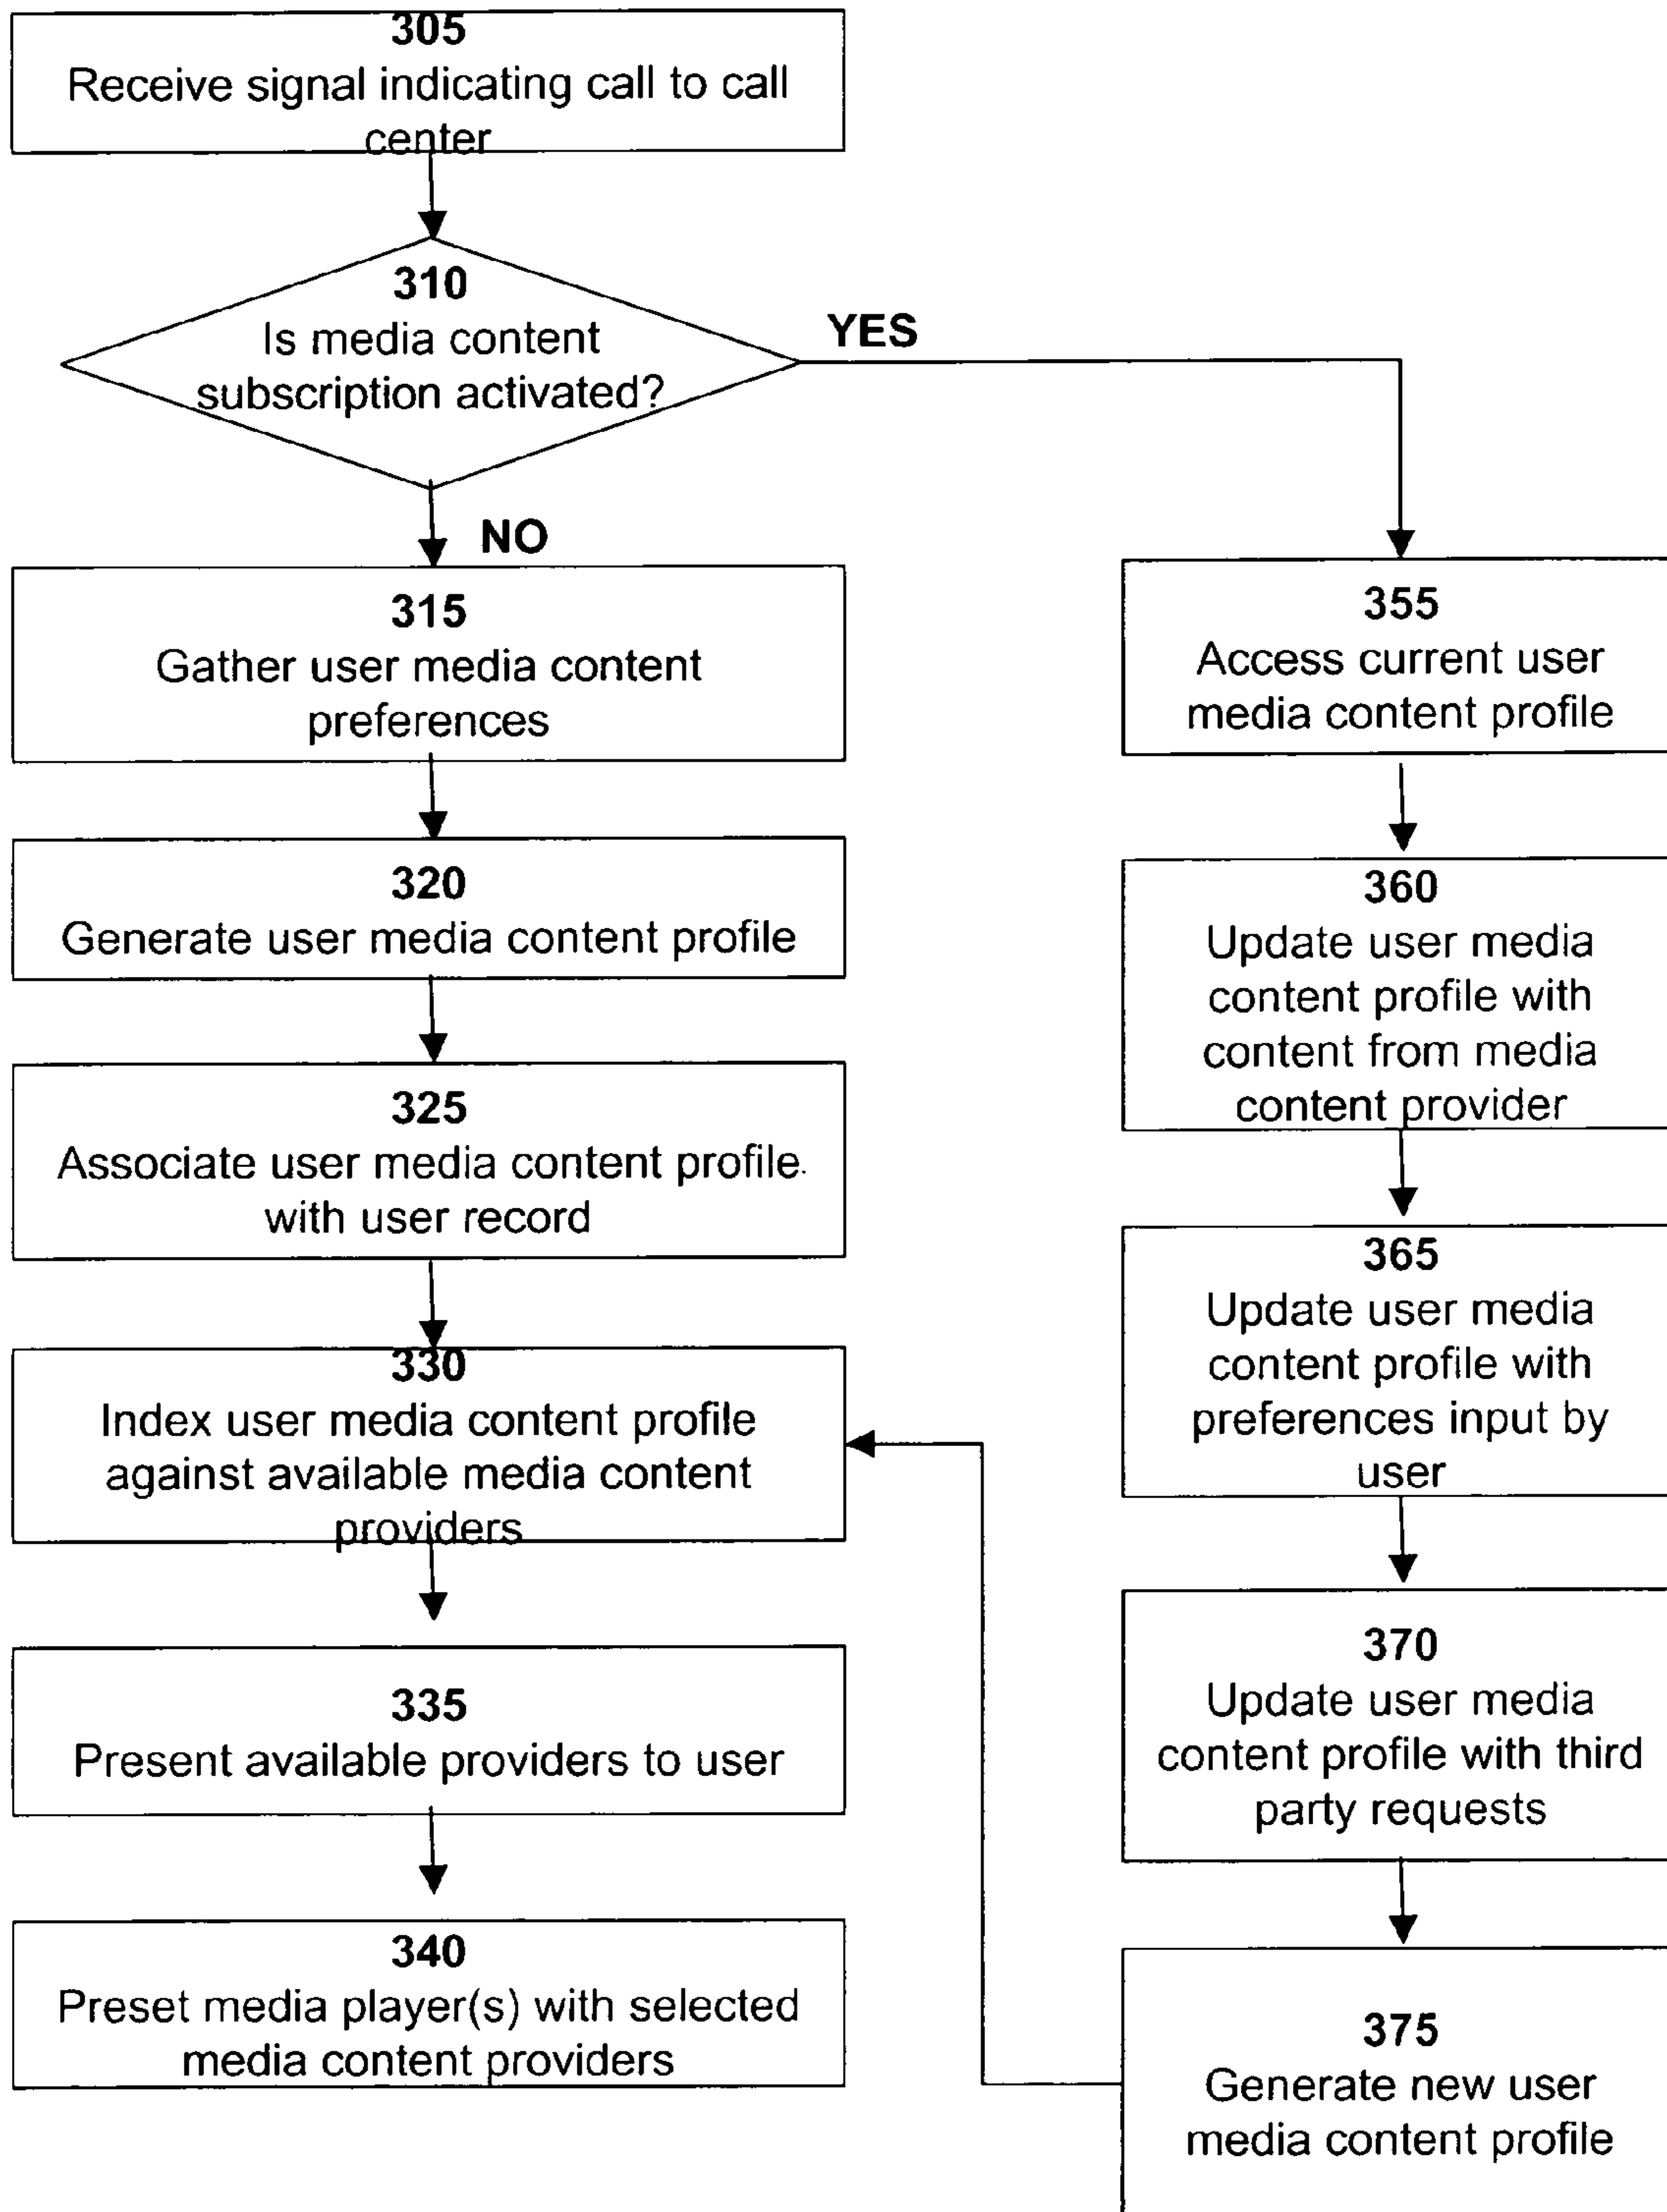 305
Receive signal indicating call to call
center
310
Is media content
subscription activated?
YES
NO
315
Gather user media content
preferences
320
Generate user media content profile
325
Associate user media content profile
with user record
330
Index user media content profile
against available media content
providers
335
Present available providers to user
340
Preset media player(s) with selected
media content providers
355
Access current user
media content profile
360
Update user media
content profile with
content from media
content provider
365
Update user media
content profile with
preferences input by
user
370
Update user media
content profile with third
party requests
375
Generate new user
media content profile